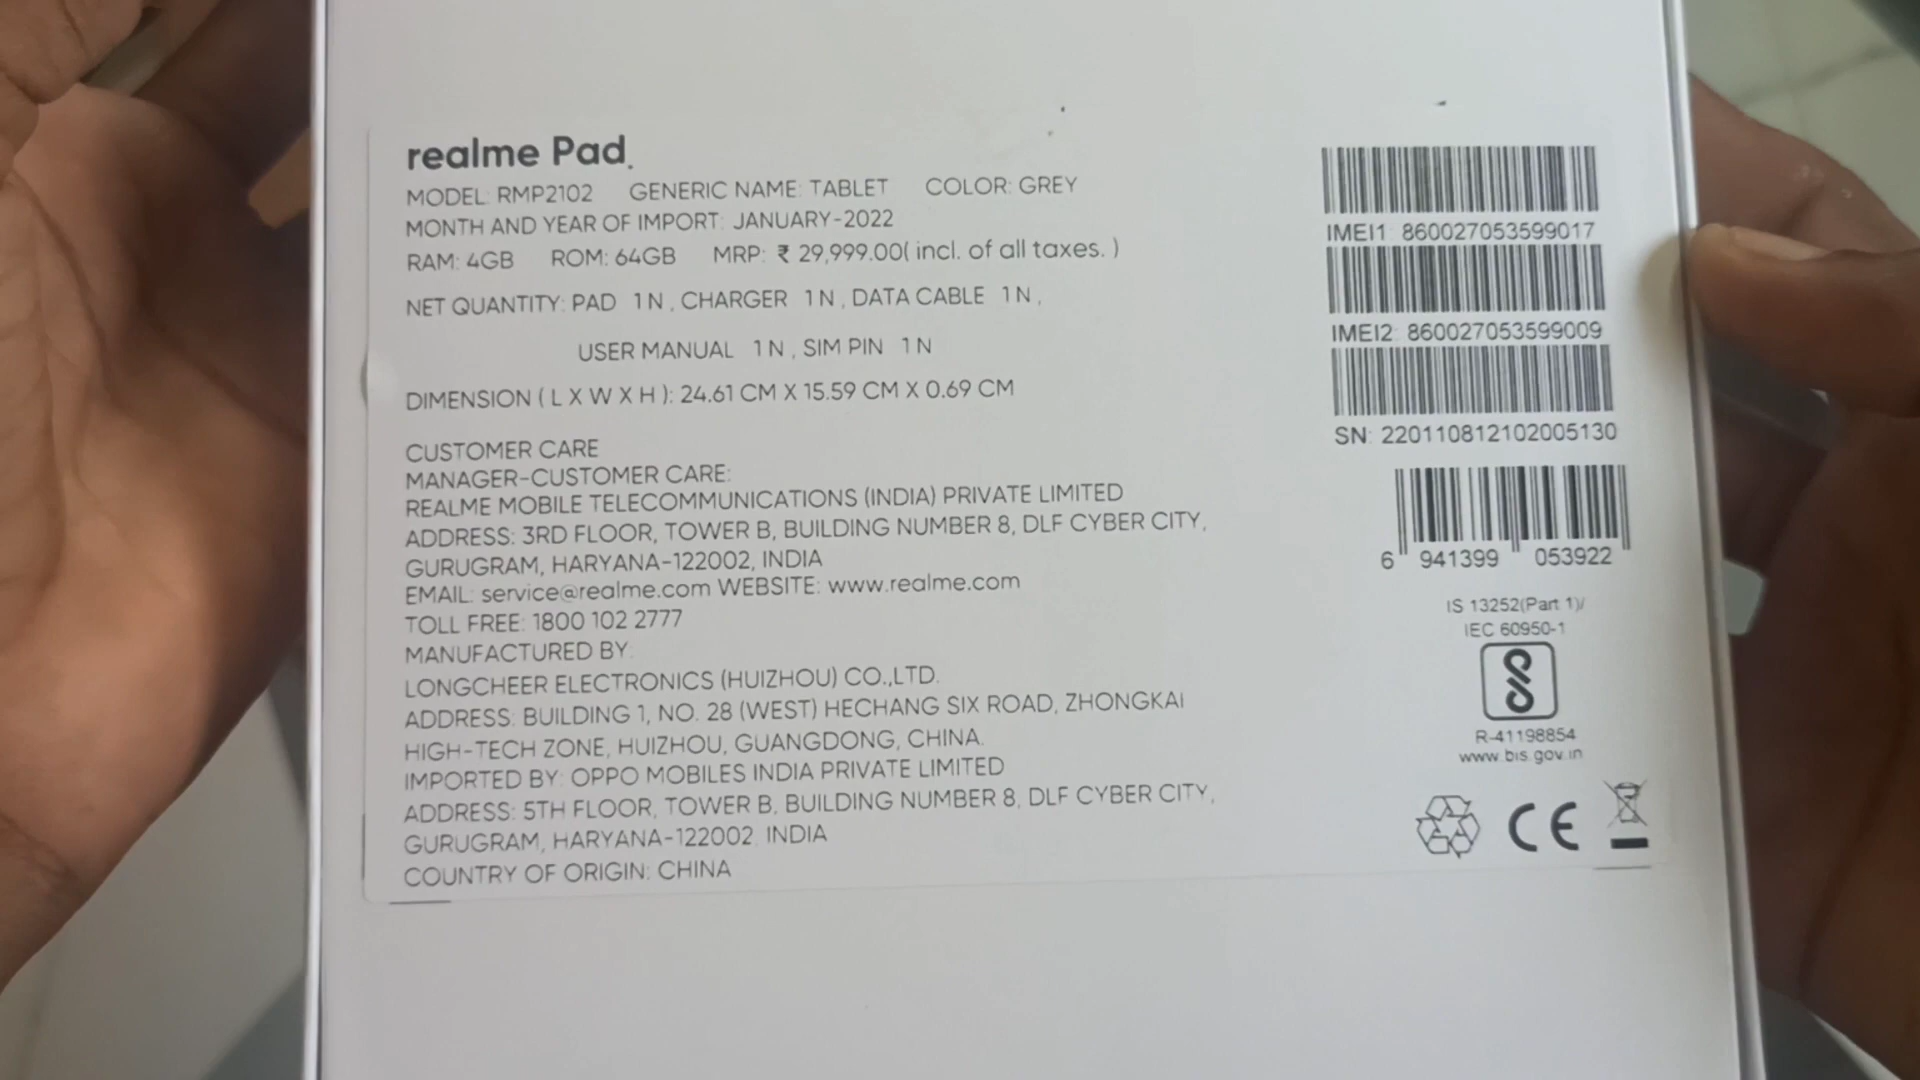 realme Pad
MODEL: RMP2102 GENERIC NAME: TABLET COLOR: GREY
MONTH AND YEAR OF IMPORT: JANUARY-2022
RAM: 4GB ROM: 64GB MRP: ₹ 29,999.00( incl. of all taxes. )
NET QUANTITY: PAD 1 N , CHARGER 1 N , DATA CABLE 1 N ,
USER MANUAL 1 N , SIM PIN 1 N
DIMENSION ( L X W X H ): 24.61 CM X 15.59 CM X 0.69 CM
CUSTOMER CARE
MANAGER-CUSTOMER CARE:
REALME MOBILE TELECOMMUNICATIONS (INDIA) PRIVATE LIMITED
ADDRESS: 3RD FLOOR, TOWER B, BUILDING NUMBER 8, DLF CYBER CITY,
GURUGRAM, HARYANA-122002, INDIA
EMAIL: service@realme.com WEBSITE: www.realme.com
TOLL FREE: 1800 102 2777
MANUFACTURED BY:
LONGCHEER ELECTRONICS (HUIZHOU) CO.,LTD.
ADDRESS: BUILDING 1, NO. 28 (WEST) HECHANG SIX ROAD, ZHONGKAI
HIGH-TECH ZONE, HUIZHOU, GUANGDONG, CHINA.
IMPORTED BY: OPPO MOBILES INDIA PRIVATE LIMITED
ADDRESS: 5TH FLOOR, TOWER B, BUILDING NUMBER 8, DLF CYBER CITY,
GURUGRAM, HARYANA-122002, INDIA
COUNTRY OF ORIGIN: CHINA
IMEI1: 860027053599017
IMEI2: 860027053599009
SN: 220110812102005130
6 941399 053922
IS 13252(Part 1)/
IEC 60950-1
R-41198854
www.bis.gov.in
CE